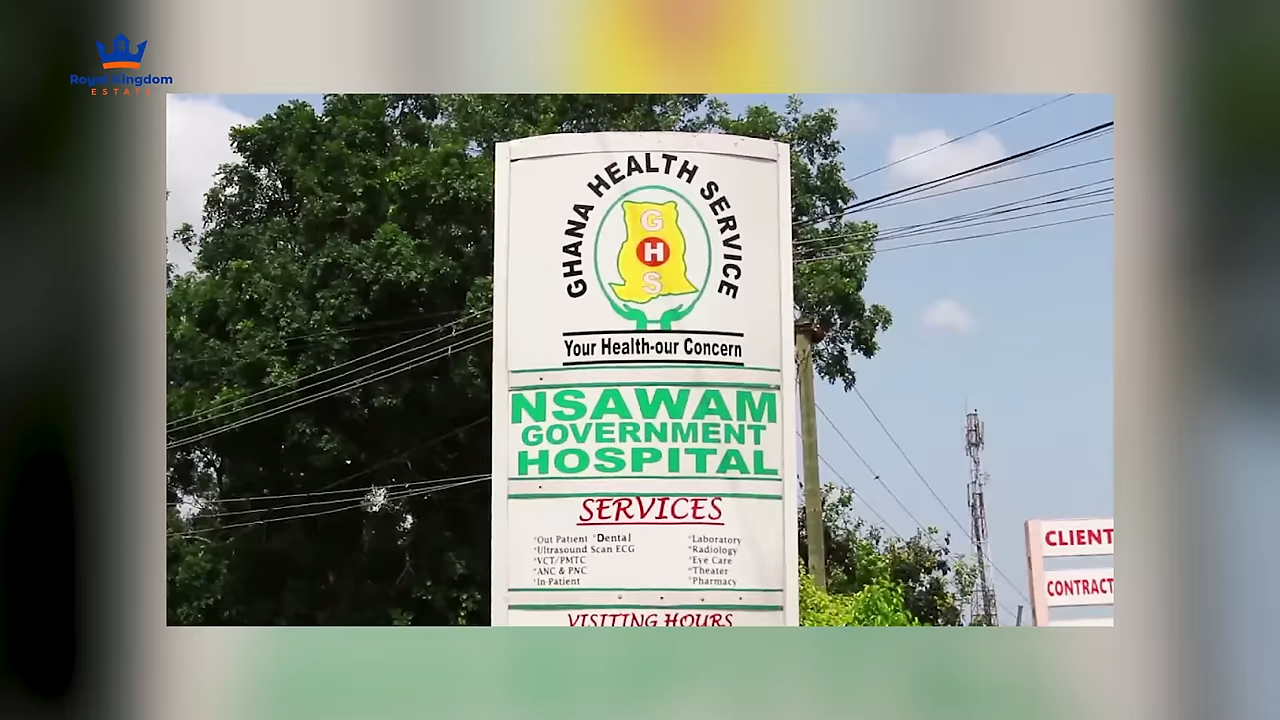 Royal Kingdom
ESTATE
GHANA HEALTH SERVICE
G
H
S
Your Health-our Concern
NSAWAM
GOVERNMENT
HOSPITAL
SERVICES
*Out Patient *Dental
*Ultrasound Scan ECG
*VCT/PMTC
*ANC & PNC
*In-Patient
*Laboratory
*Radiology
*Eye Care
*Theater
*Pharmacy
VISITING HOURS
CLIENT
CONTRACT